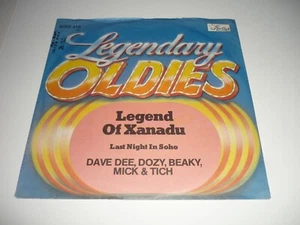 Legendary
OLDIES
Legend
Of Xanadu
Last Night In Soho
DAVE DEE, DOZY, BEAKY,
MICK & TICH